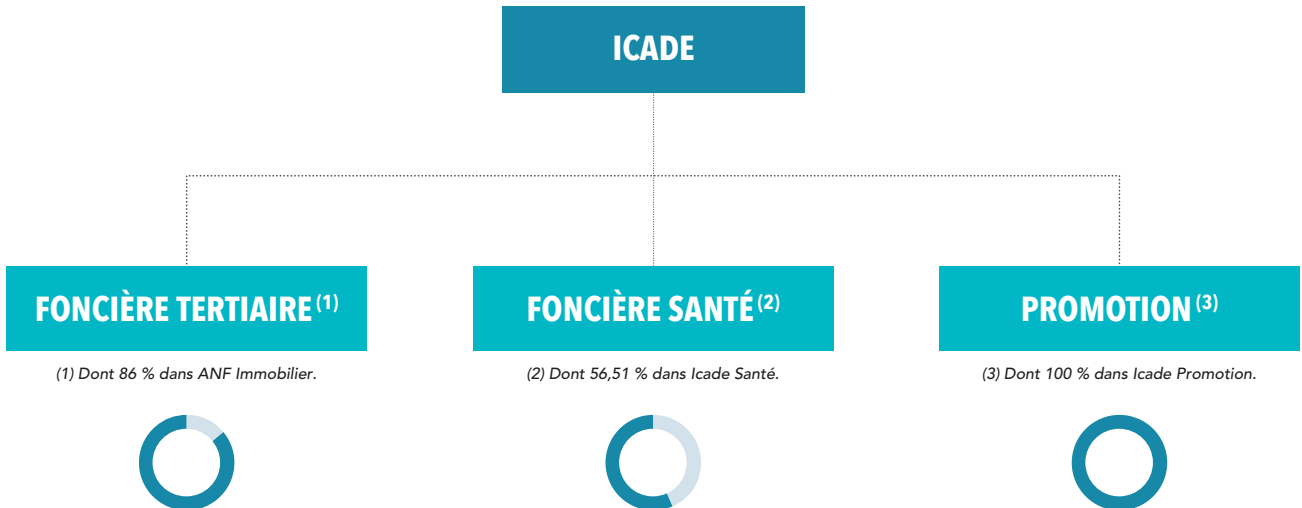 ICADE
FONCIÈRE TERTIAIRE (1)
FONCIÈRE SANTÉ (2)
PROMOTION (3)
(1) Dont 86 % dans ANF Immobilier.
(2) Dont 56,51 % dans Icade Santé.
(3) Dont 100 % dans Icade Promotion.